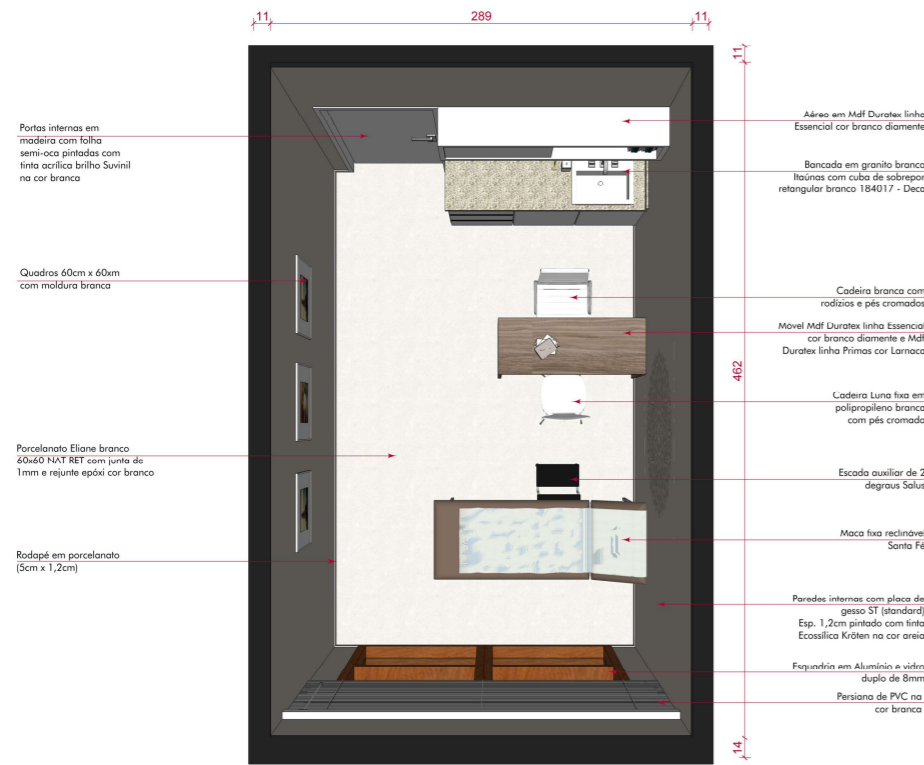 11
289
11
11
Portas internas em
madeira com folha
semi-oca pintadas com
tinta acrílica brilho Suvinil
na cor branca
Quadros 60cm x 60xm
com moldura branca
Porcelanato Eliane branco
60x60 NAT RET com junta de
1mm e rejunte epóxi cor branco
Rodapé em porcelanato
(5cm x 1,2cm)
Aéreo em Mdf Duratex linha
Essencial cor branco diamente
Bancada em granito branco
Itaúnas com cuba de sobrepor
retangular branco 184017 - Deca
Cadeira branca com
rodízios e pés cromados
Móvel Mdf Duratex linha Essencial
cor branco diamente e Mdf
Duratex linha Primas cor Larnaca
462
Cadeira Luna fixa em
polipropileno branca
com pés cromado
Escada auxiliar de 2
degraus Salus
Maca fixa reclinável
Santa Fé
Paredes internas com placa de
gesso ST (standard)
Esp. 1,2cm pintado com tinta
Ecossílica Kröten na cor areia
Esquadria em Alumínio e vidro
duplo de 8mm
Persiana de PVC na
cor branca
14